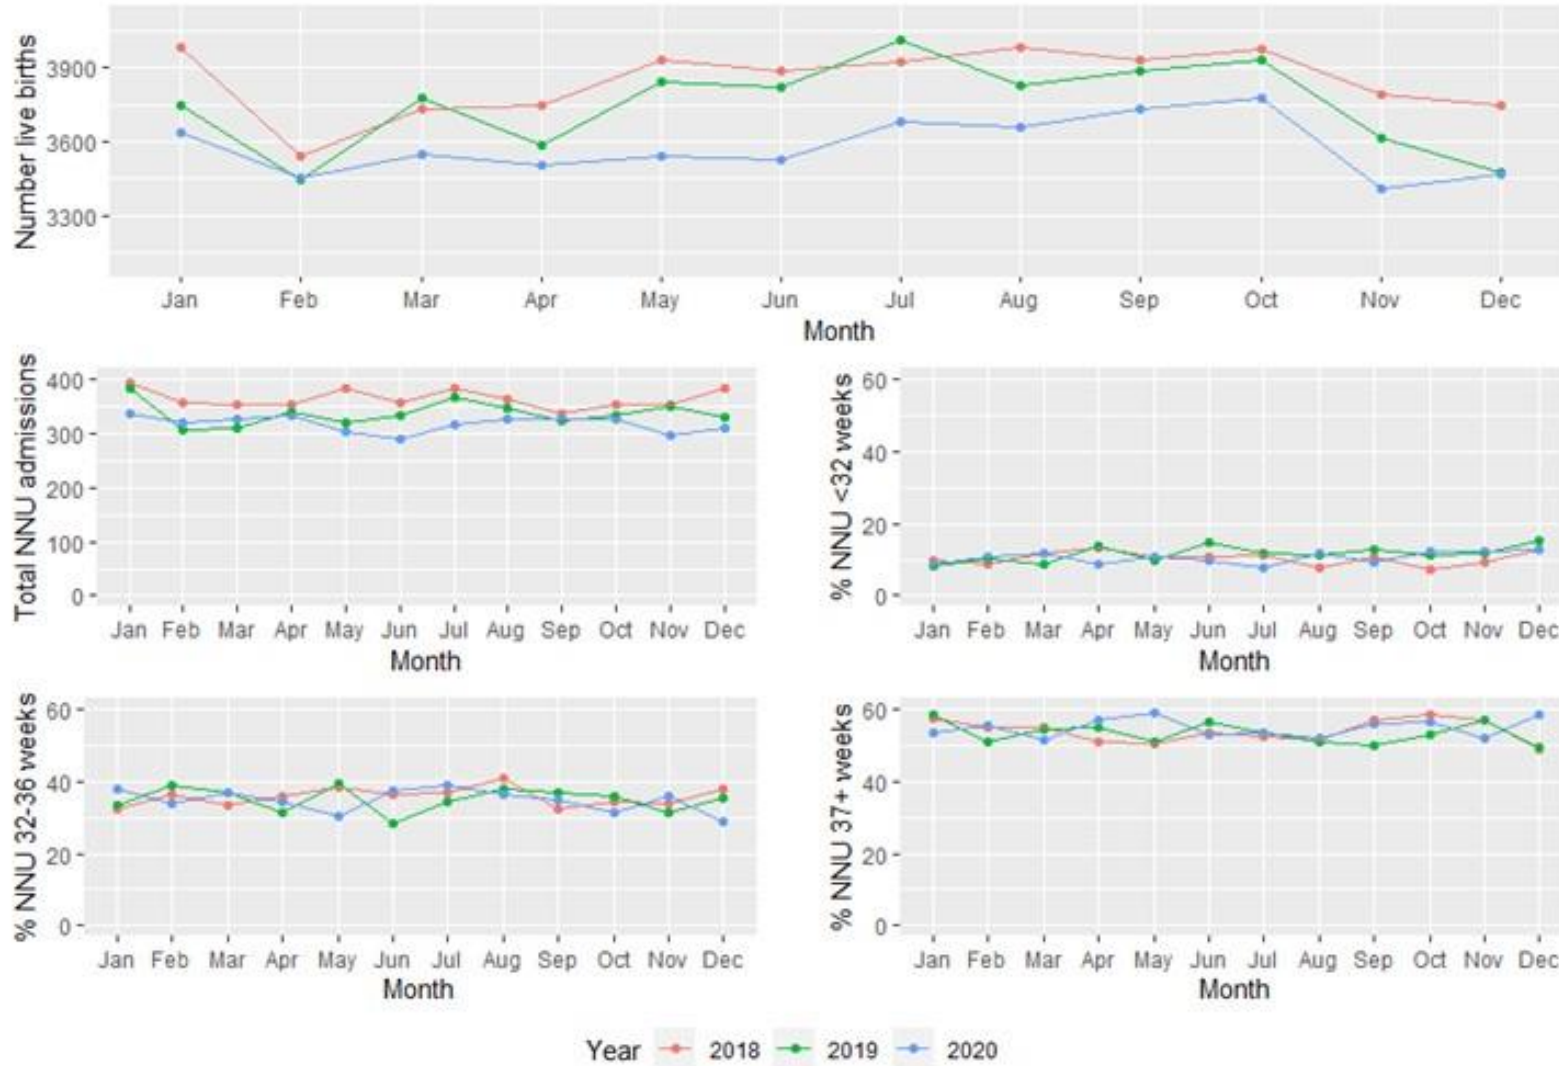 Number live births
3900
3600
3300
Jan Feb Mar Apr May Jun Jul Aug Sep Oct Nov Dec
Month
Total NNU admissions
400
300
200
100
0
Jan Feb Mar Apr May Jun Jul Aug Sep Oct Nov Dec
Month
% NNU <32 weeks
60
40
20
0
Jan Feb Mar Apr May Jun Jul Aug Sep Oct Nov Dec
Month
% NNU 32-36 weeks
60
40
20
0
Jan Feb Mar Apr May Jun Jul Aug Sep Oct Nov Dec
Month
% NNU 37+ weeks
60
40
20
0
Jan Feb Mar Apr May Jun Jul Aug Sep Oct Nov Dec
Month
Year 2018 2019 2020